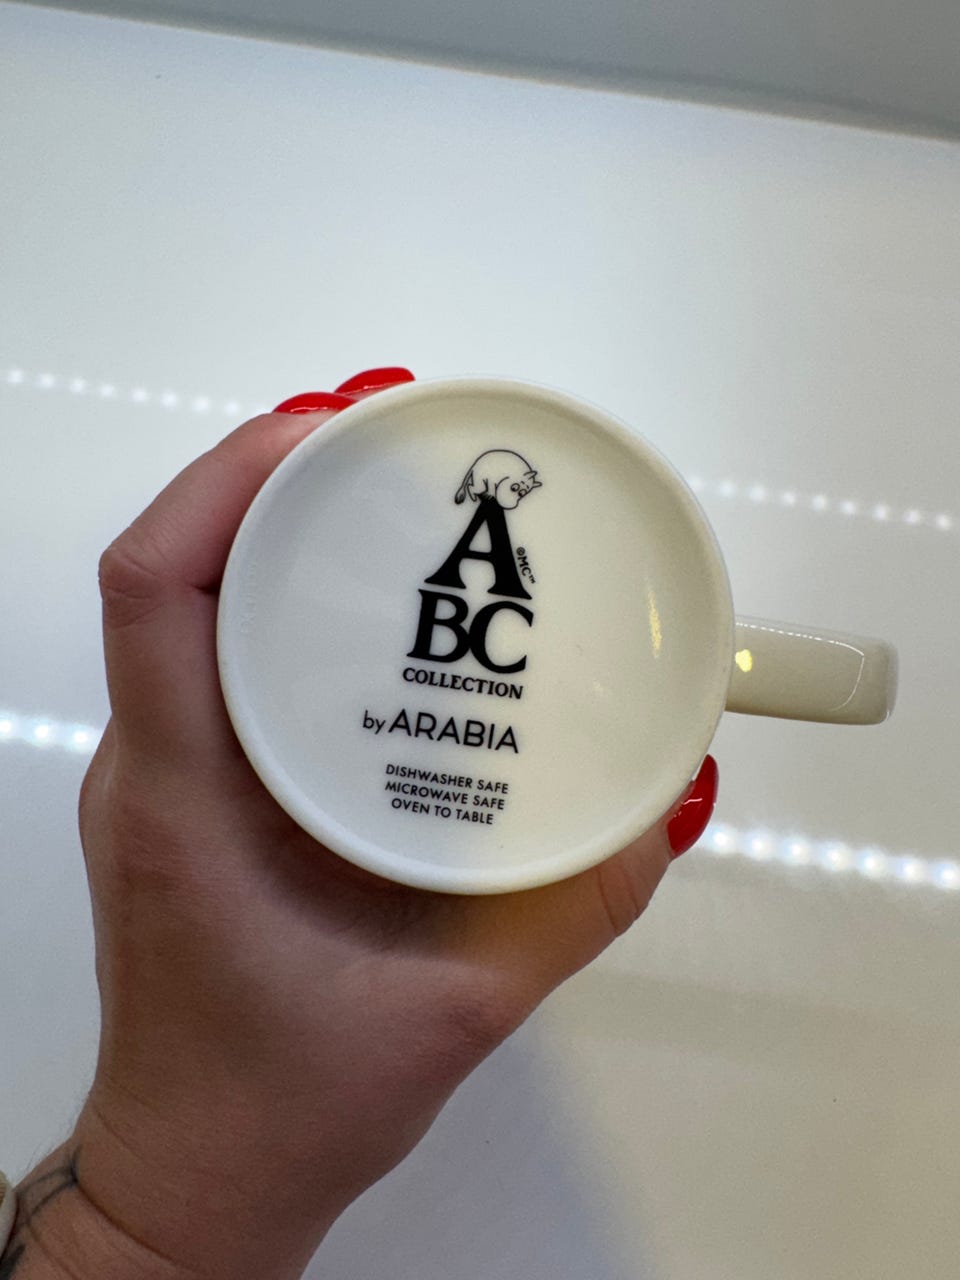 A
©MC™
BC
COLLECTION
by ARABIA
DISHWASHER SAFE
MICROWAVE SAFE
OVEN TO TABLE